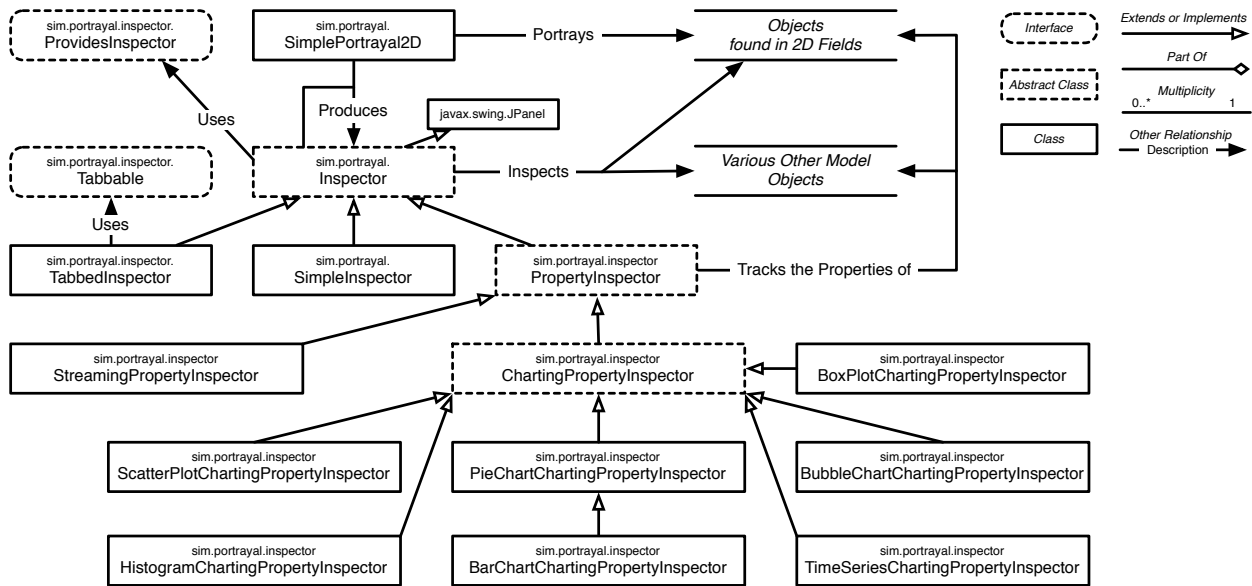 sim.portrayal.inspector.
ProvidesInspector
sim.portrayal.
SimplePortrayal2D
Portrays
Objects
found in 2D Fields
Interface
Extends or Implements
Part Of
Abstract Class
Multiplicity
0..*
1
Class
Other Relationship
Description
Uses
Produces
javax.swing.JPanel
sim.portrayal.inspector.
Tabbable
sim.portrayal.
Inspector
Inspects
Various Other Model
Objects
Uses
sim.portrayal.inspector.
TabbedInspector
sim.portrayal.
SimpleInspector
sim.portrayal.inspector
PropertyInspector
Tracks the Properties of
sim.portrayal.inspector
StreamingPropertyInspector
sim.portrayal.inspector
ChartingPropertyInspector
sim.portrayal.inspector
BoxPlotChartingPropertyInspector
sim.portrayal.inspector
ScatterPlotChartingPropertyInspector
sim.portrayal.inspector
PieChartChartingPropertyInspector
sim.portrayal.inspector
BubbleChartChartingPropertyInspector
sim.portrayal.inspector
HistogramChartingPropertyInspector
sim.portrayal.inspector
BarChartChartingPropertyInspector
sim.portrayal.inspector
TimeSeriesChartingPropertyInspector